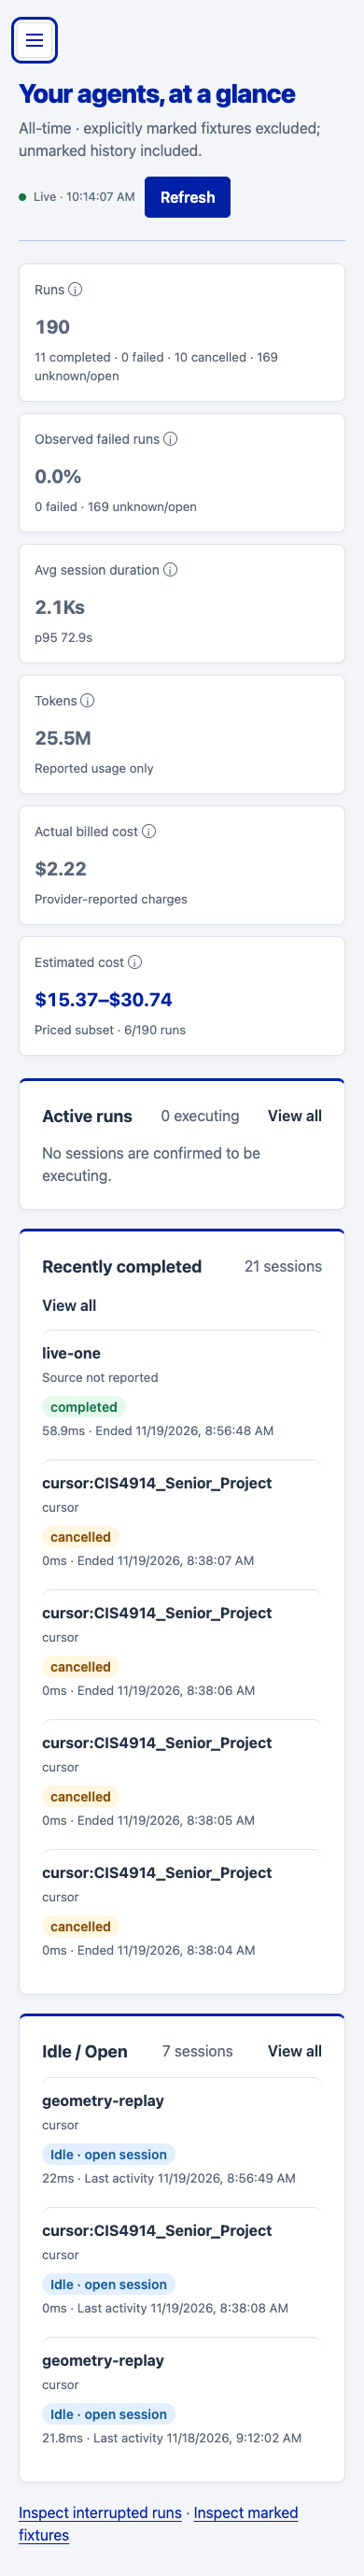 Your agents, at a glance
All-time · explicitly marked fixtures excluded;
unmarked history included.
Live · 10:14:07 AM
Refresh
Runs ⓘ
190
11 completed · 0 failed · 10 cancelled · 169
unknown/open
Observed failed runs ⓘ
0.0%
0 failed · 169 unknown/open
Avg session duration ⓘ
2.1Ks
p95 72.9s
Tokens ⓘ
25.5M
Reported usage only
Actual billed cost ⓘ
$2.22
Provider-reported charges
Estimated cost ⓘ
$15.37–$30.74
Priced subset · 6/190 runs
Active runs 0 executing View all
No sessions are confirmed to be
executing.
Recently completed 21 sessions
View all
live-one
Source not reported
completed
58.9ms · Ended 11/19/2026, 8:56:48 AM
cursor:CIS4914_Senior_Project
cursor
cancelled
0ms · Ended 11/19/2026, 8:38:07 AM
cursor:CIS4914_Senior_Project
cursor
cancelled
0ms · Ended 11/19/2026, 8:38:06 AM
cursor:CIS4914_Senior_Project
cursor
cancelled
0ms · Ended 11/19/2026, 8:38:05 AM
cursor:CIS4914_Senior_Project
cursor
cancelled
0ms · Ended 11/19/2026, 8:38:04 AM
Idle / Open 7 sessions View all
geometry-replay
cursor
Idle · open session
22ms · Last activity 11/19/2026, 8:56:49 AM
cursor:CIS4914_Senior_Project
cursor
Idle · open session
0ms · Last activity 11/19/2026, 8:38:08 AM
geometry-replay
cursor
Idle · open session
21.8ms · Last activity 11/18/2026, 9:12:02 AM
Inspect interrupted runs · Inspect marked
fixtures